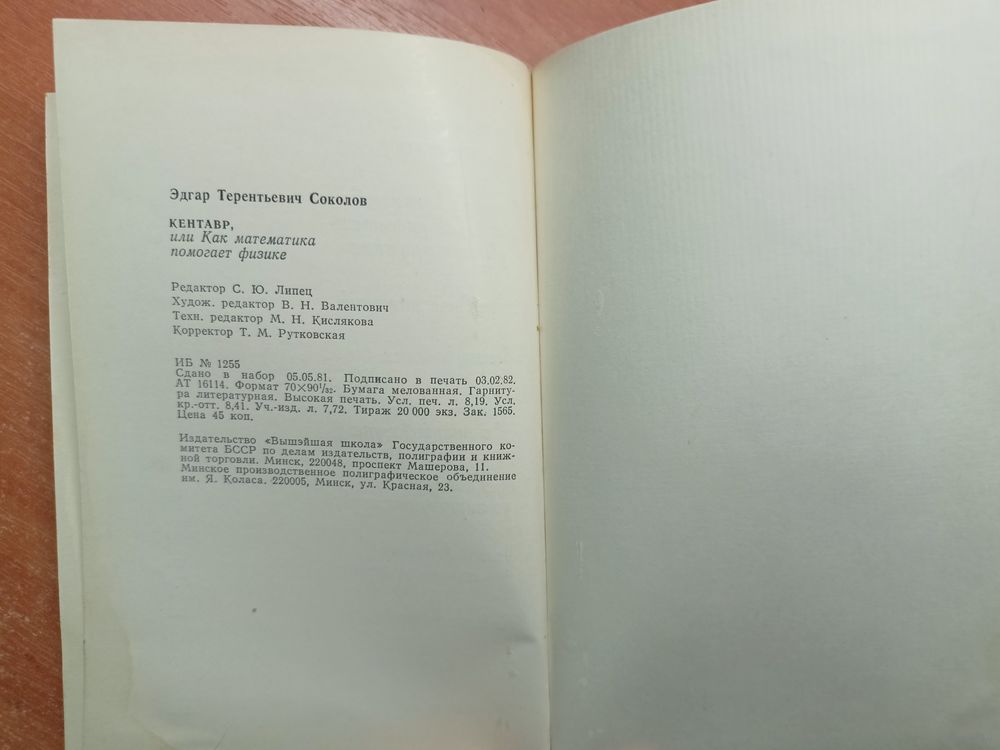 Эдгар Терентьевич Соколов
КЕНТАВР,
или Как математика
помогает физике
Редактор С. Ю. Липец
Худож. редактор В. Н. Валентович
Техн. редактор М. Н. Кислякова
Корректор Т. М. Рутковская
ИБ № 1255
Сдано в набор 05.05.81. Подписано в печать 03.02.82.
АТ 16114. Формат 70×90¹/₃₂. Бумага мелованная. Гарниту-
ра литературная. Высокая печать. Усл. печ. л. 8,19. Усл.
кр.-отт. 8,41. Уч.-изд. л. 7,72. Тираж 20 000 экз. Зак. 1565.
Цена 45 коп.
Издательство «Вышэйшая школа» Государственного ко-
митета БССР по делам издательств, полиграфии и книж-
ной торговли. Минск, 220048, проспект Машерова, 11.
Минское производственное полиграфическое объединение
им. Я. Коласа. 220005, Минск, ул. Красная, 23.